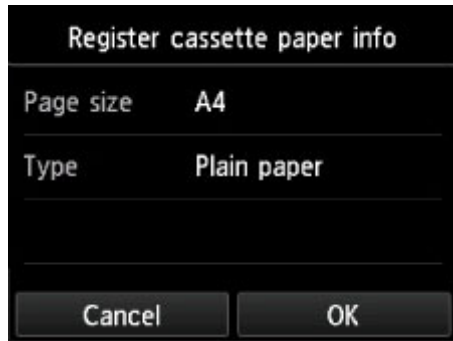 Register cassette paper info
Page size A4
Type Plain paper
Cancel OK